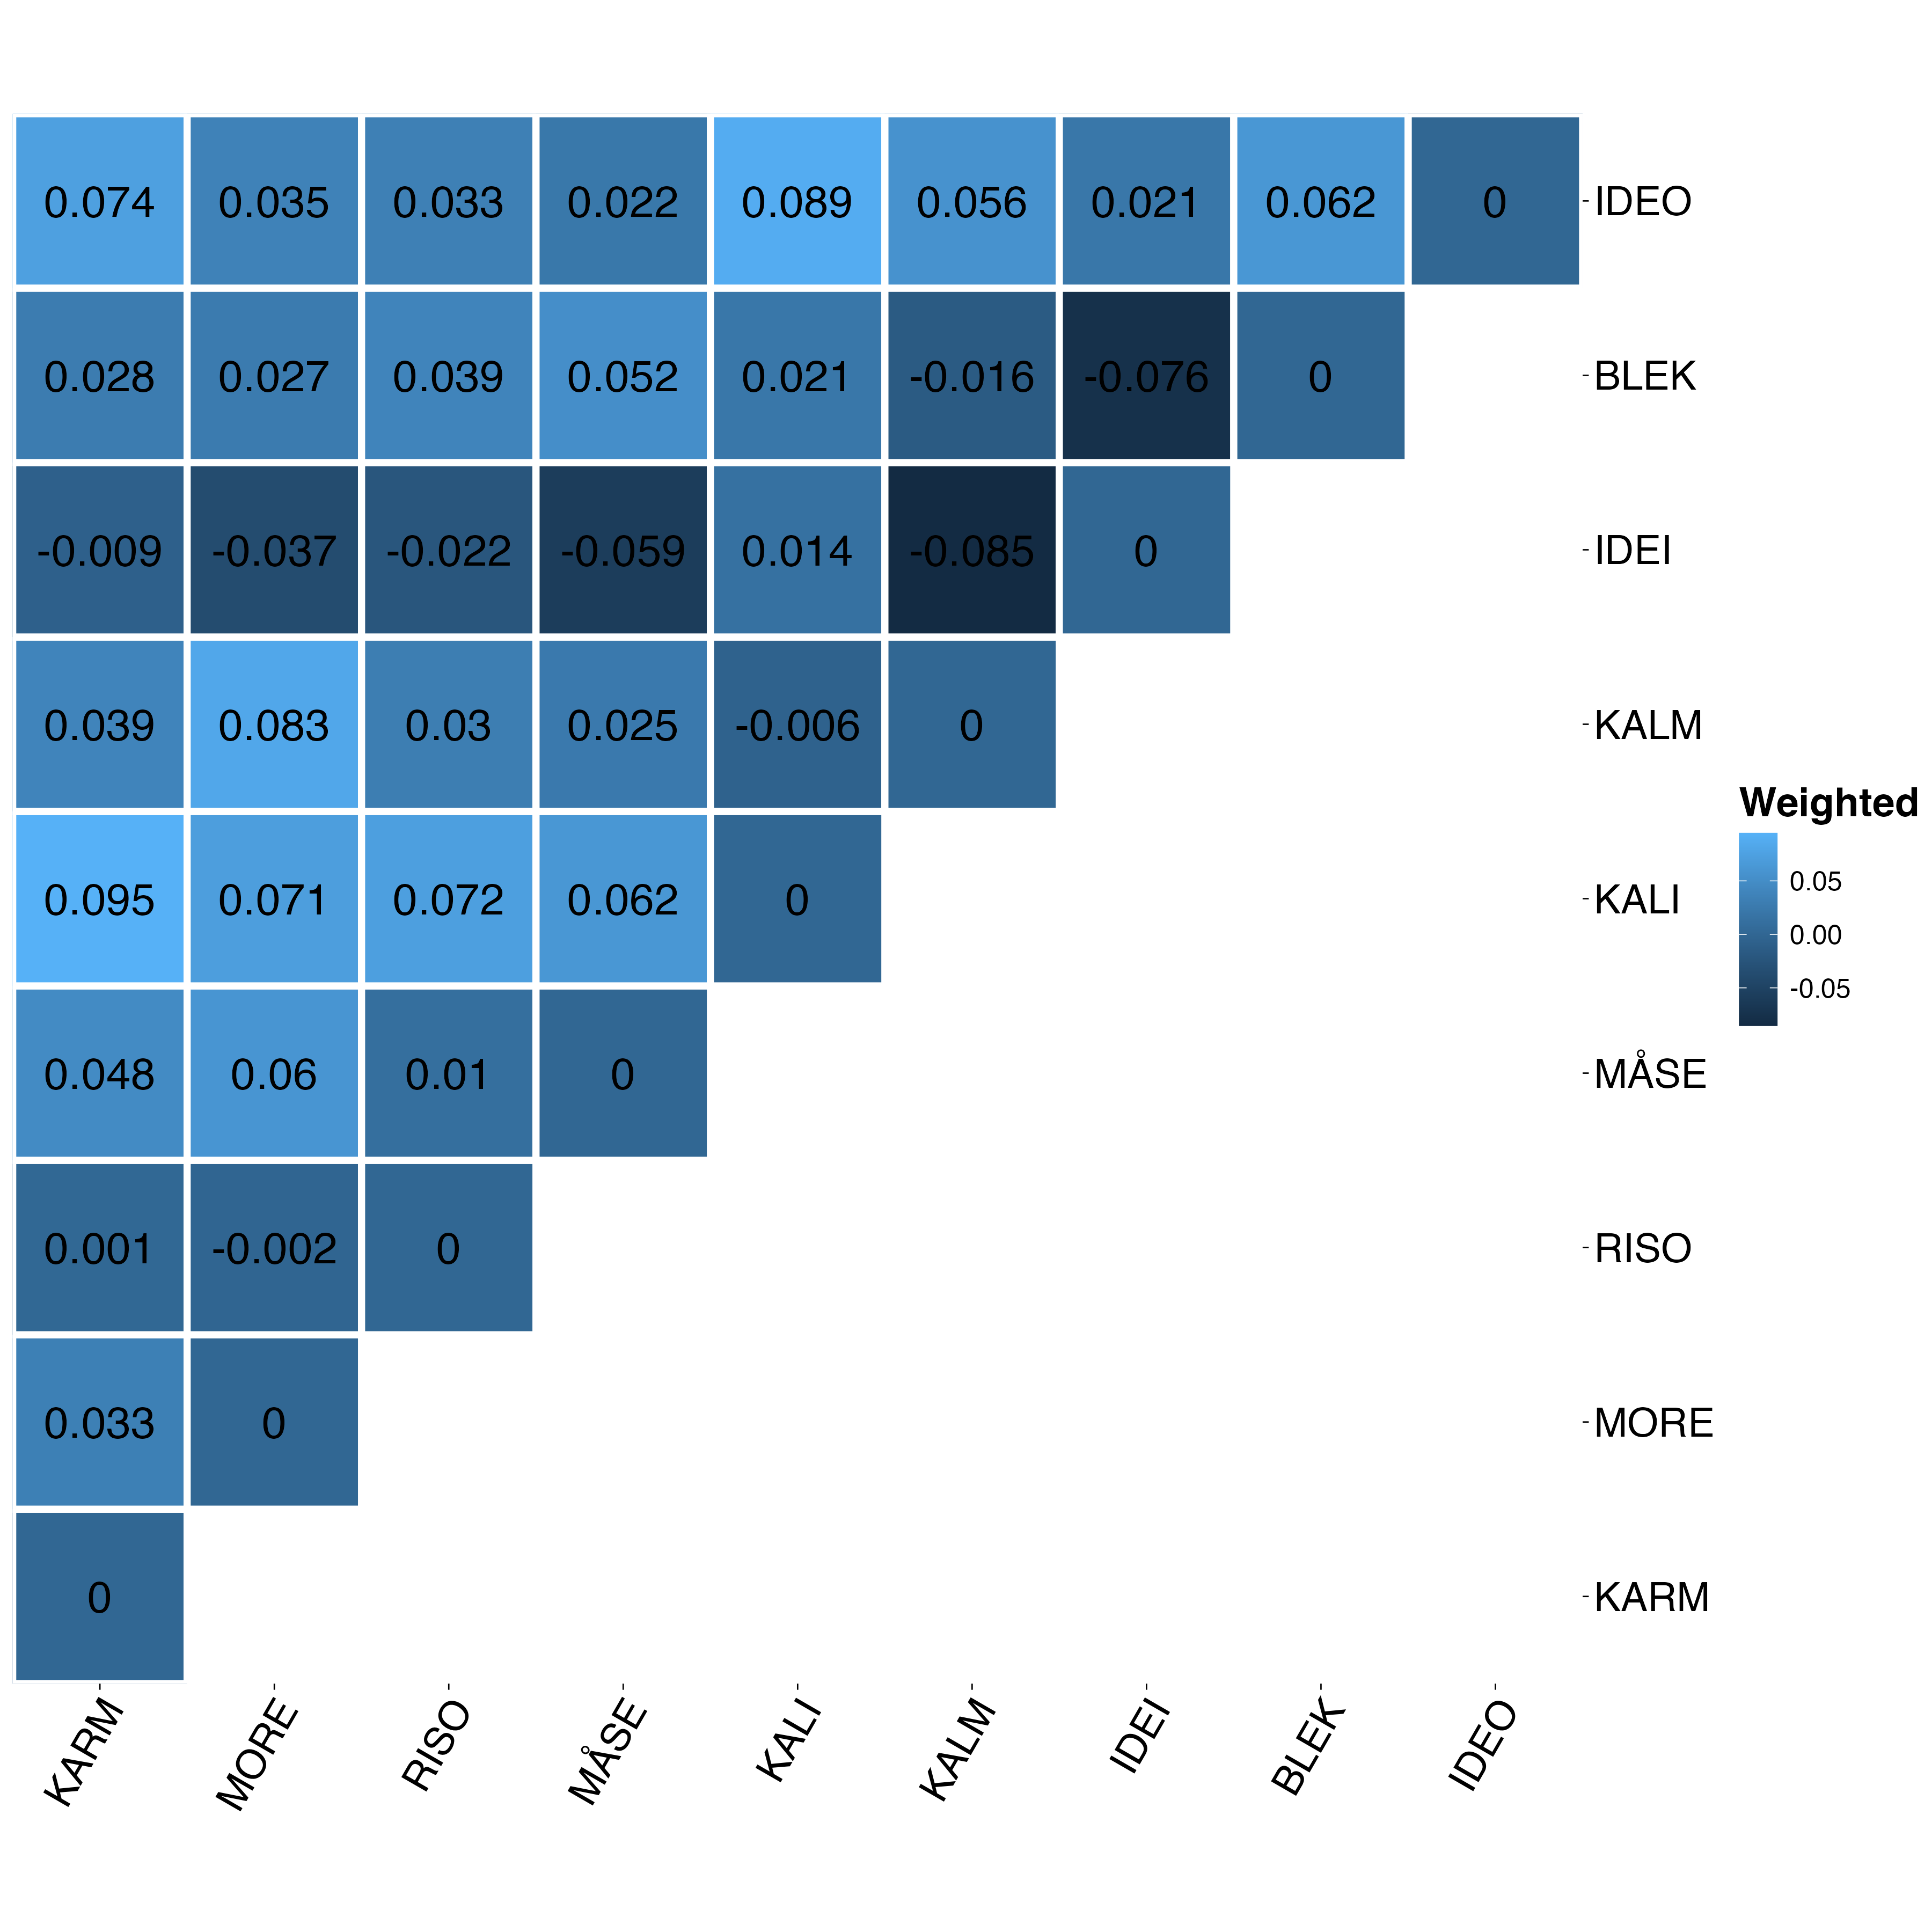 0.074 0.035 0.033 0.022 0.089 0.056 0.021 0.062 0 IDEO
0.028 0.027 0.039 0.052 0.021 -0.016 -0.076 0 BLEK
-0.009 -0.037 -0.022 -0.059 0.014 -0.085 0 IDEI
0.039 0.083 0.03 0.025 -0.006 0 KALM
0.095 0.071 0.072 0.062 0 KALI
0.048 0.06 0.01 0 MÅSE
0.001 -0.002 0 RISO
0.033 0 MORE
0 KARM
KARM MORE RISO MÅSE KALI KALM IDEI BLEK IDEO
Weighted
0.05
0.00
-0.05